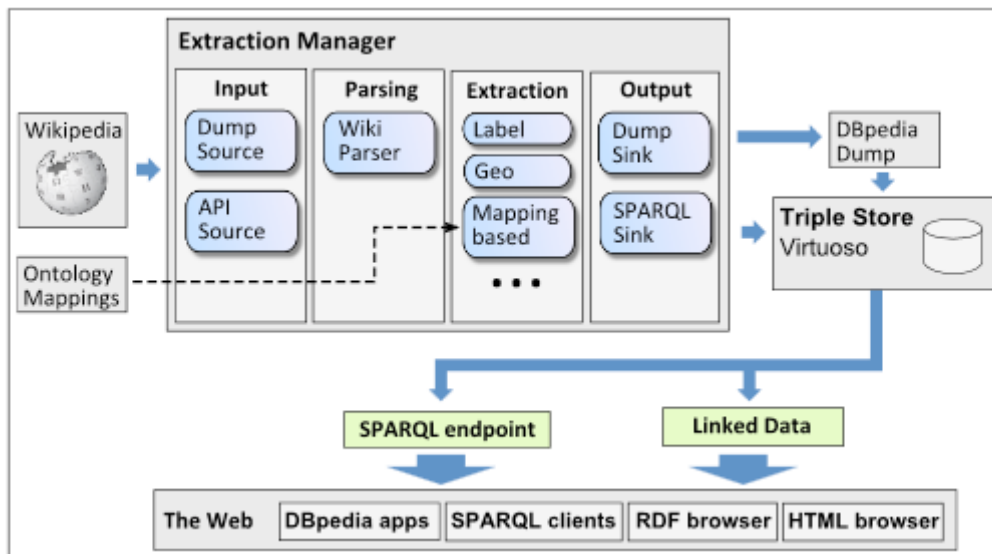 Extraction Manager
Input
Parsing
Extraction
Output
Wikipedia
Dump
Source
API
Source
Wiki
Parser
Label
Geo
Mapping
based
...
Dump
Sink
SPARQL
Sink
Ontology
Mappings
DBpedia
Dump
Triple Store
Virtuoso
SPARQL endpoint
Linked Data
The Web
DBpedia apps
SPARQL clients
RDF browser
HTML browser